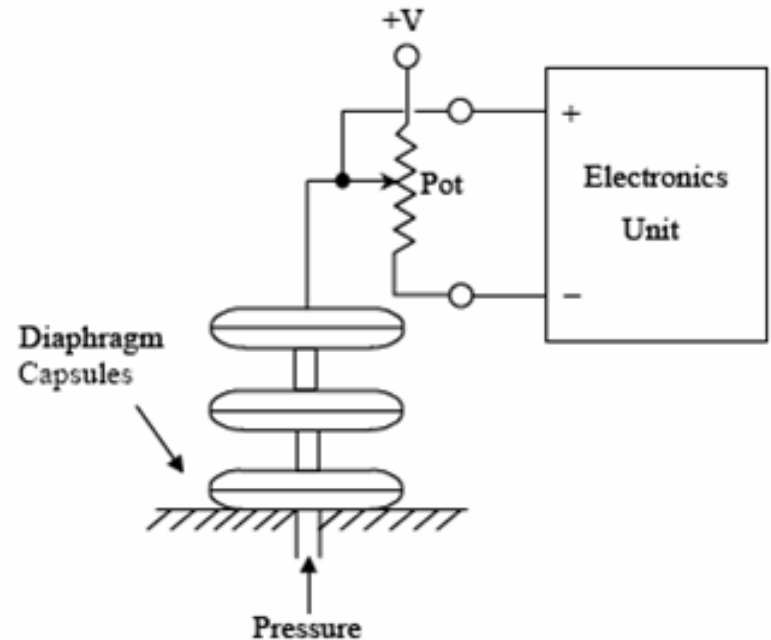 +V
+
Pot
Electronics
Unit
−
Diaphragm
Capsules
Pressure